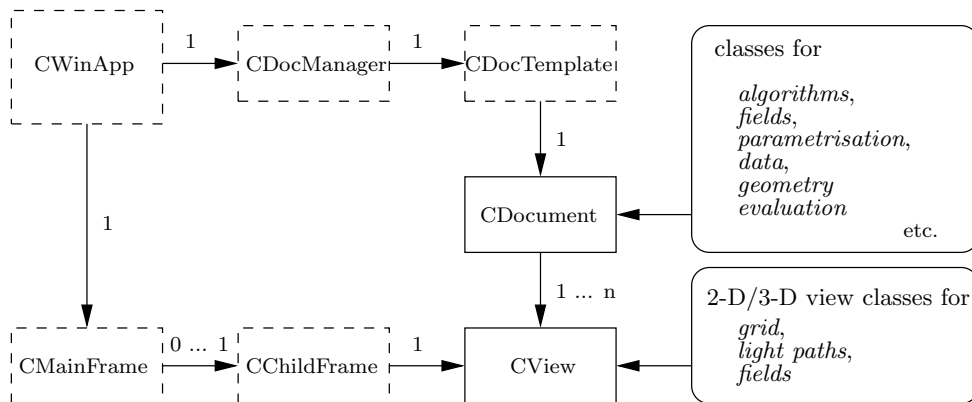 CWinApp
1
CDocManager
1
CDocTemplate
classes for
algorithms,
fields,
parametrisation,
data,
geometry
evaluation
etc.
1
CDocument
1
1 ... n
2-D/3-D view classes for
grid,
light paths,
fields
CMainFrame
0 ... 1
CChildFrame
1
CView